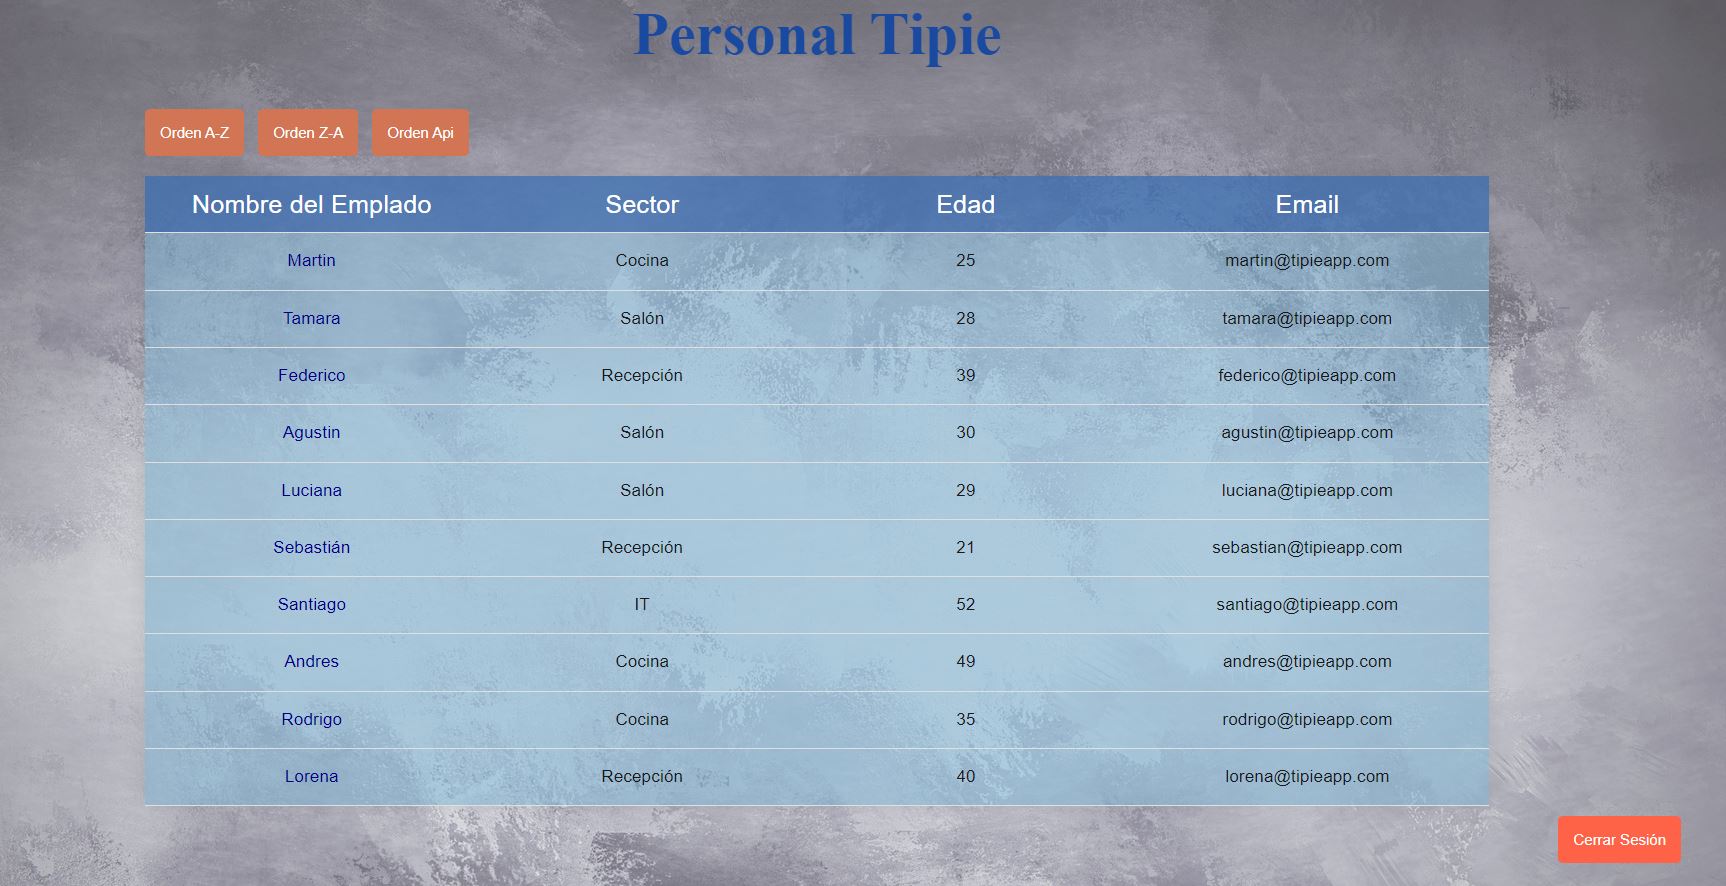 Personal Tipie
Orden A-Z Orden Z-A Orden Api
Nombre del Emplado Sector Edad Email
Martin Cocina 25 martin@tipieapp.com
Tamara Salón 28 tamara@tipieapp.com
Federico Recepción 39 federico@tipieapp.com
Agustin Salón 30 agustin@tipieapp.com
Luciana Salón 29 luciana@tipieapp.com
Sebastián Recepción 21 sebastian@tipieapp.com
Santiago IT 52 santiago@tipieapp.com
Andres Cocina 49 andres@tipieapp.com
Rodrigo Cocina 35 rodrigo@tipieapp.com
Lorena Recepción 40 lorena@tipieapp.com
Cerrar Sesión